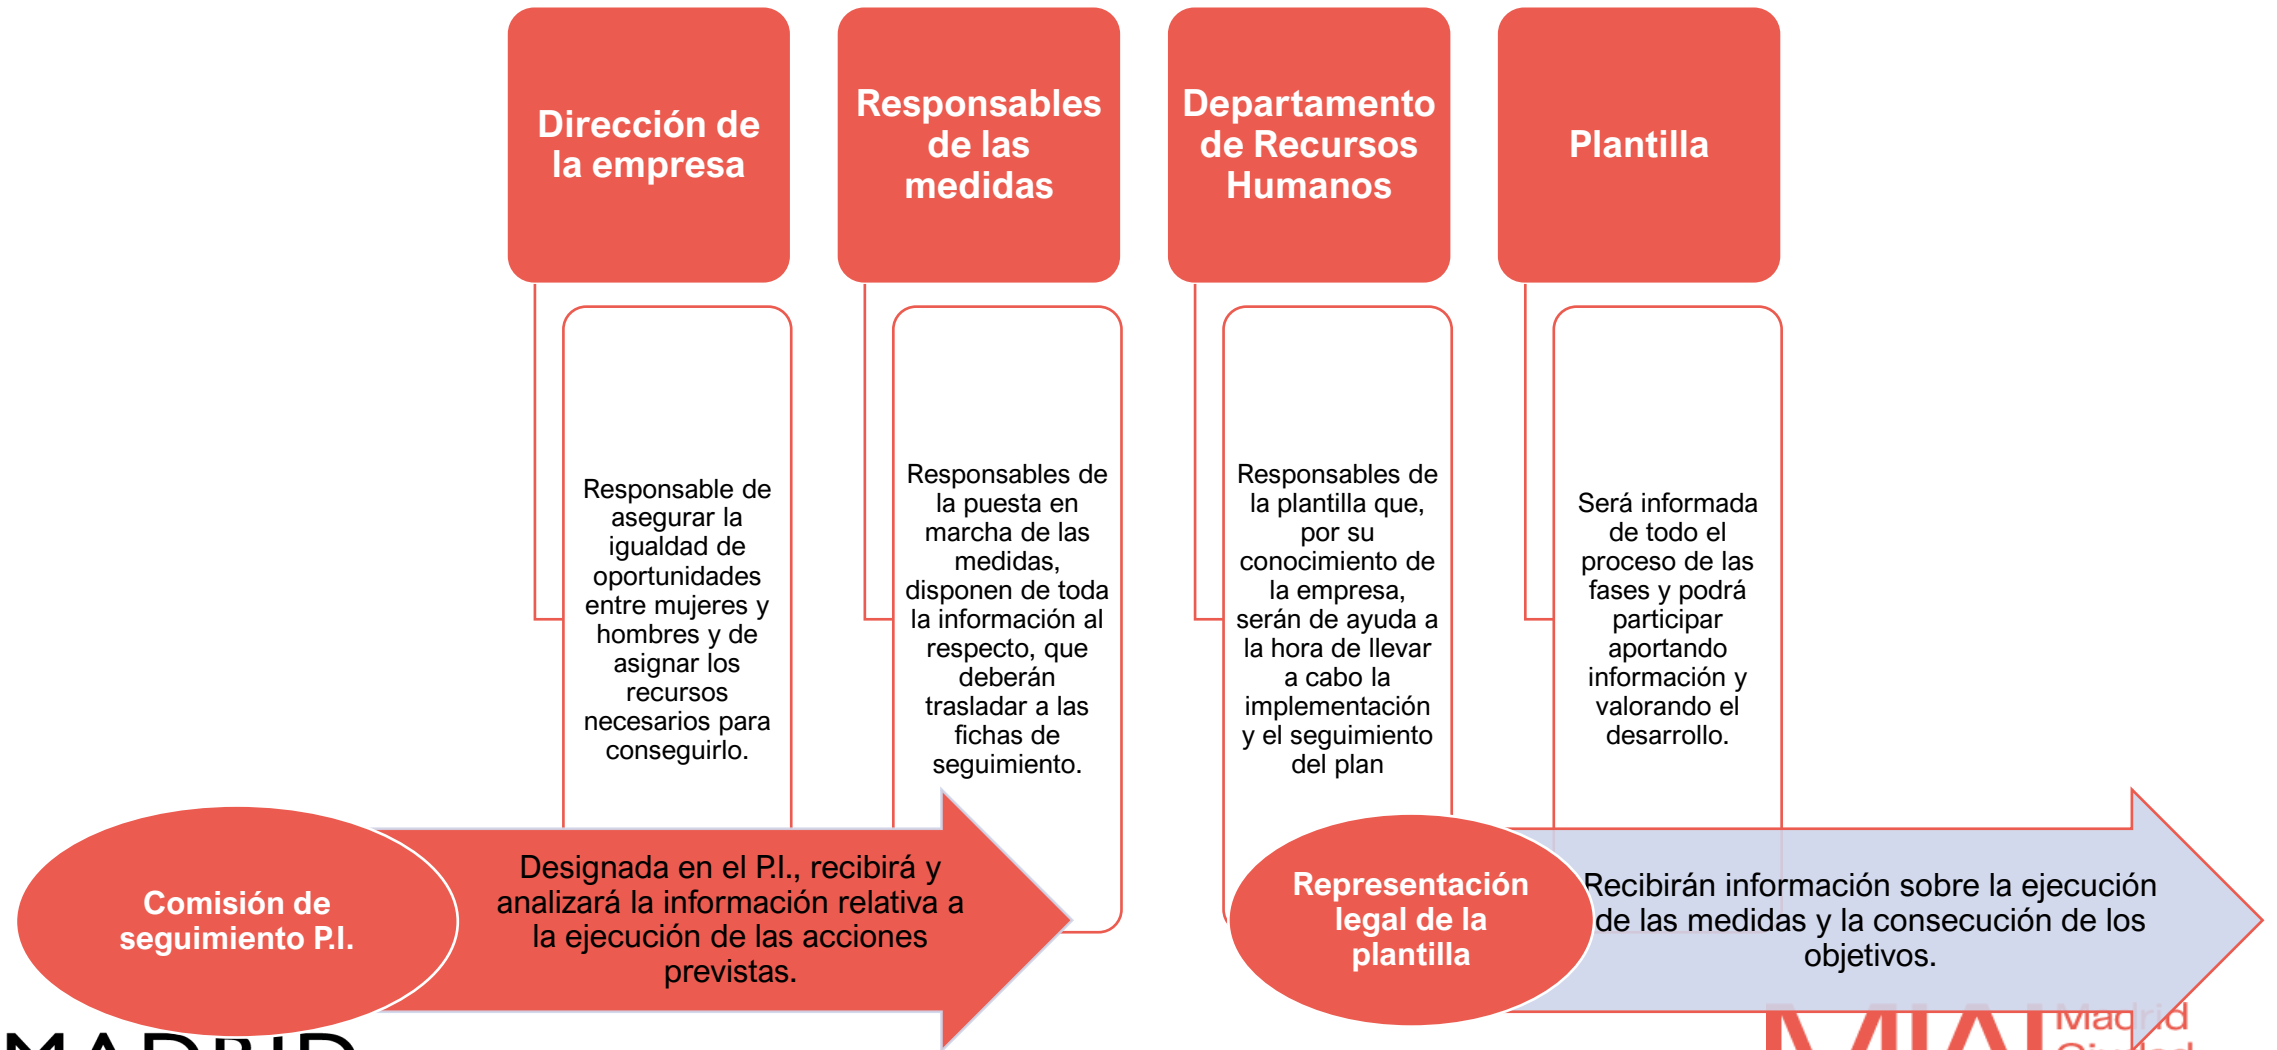 Dirección de
la empresa
Responsables
de las
medidas
Departamento
de Recursos
Humanos
Plantilla
Responsable de
asegurar la
igualdad de
oportunidades
entre mujeres y
hombres y de
asignar los
recursos
necesarios para
conseguirlo.
Responsables de
la puesta en
marcha de las
medidas,
disponen de toda
la información al
respecto, que
deberán
trasladar a las
fichas de
seguimiento.
Responsables de
la plantilla que,
por su
conocimiento de
la empresa,
serán de ayuda a
la hora de llevar
a cabo la
implementación
y el seguimiento
del plan
Será informada
de todo el
proceso de las
fases y podrá
participar
aportando
información y
valorando el
desarrollo.
Comisión de
seguimiento P.I.
Designada en el P.I., recibirá y
analizará la información relativa a
la ejecución de las acciones
previstas.
Representación
legal de la
plantilla
Recibirán información sobre la ejecución
de las medidas y la consecución de los
objetivos.
MADRID
Madrid